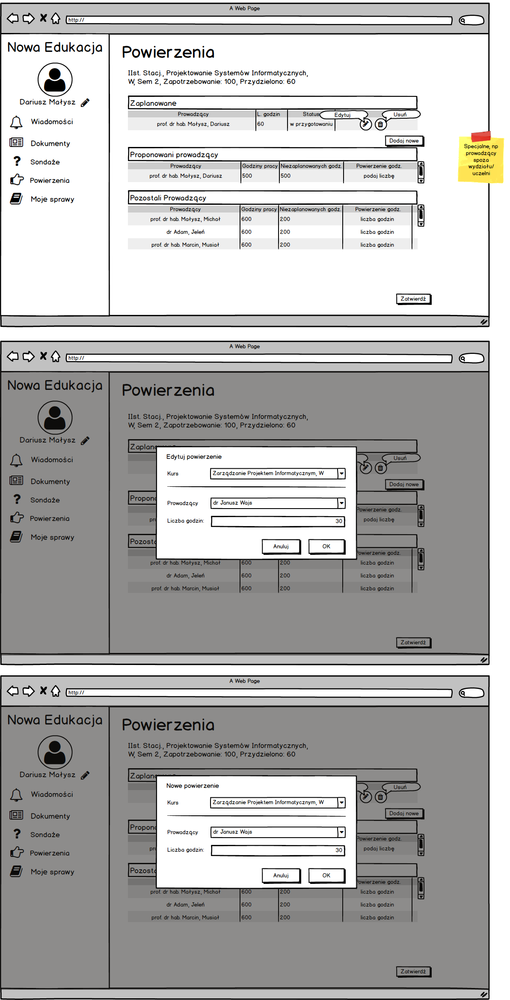 A Web Page
http://
Nowa Edukacja
Dariusz Małysz
Wiadomości
Dokumenty
?
Sondaże
Powierzenia
Moje sprawy
Powierzenia
IIst. Stacj., Projektowanie Systemów Informatycznych,
W, Sem 2, Zapotrzebowanie: 100, Przydzielono: 60
Zaplanowane
Prowadzący L. godzin Status Edytuj Usuń
prof. dr hab. Małysz, Dariusz 60 w przygotowaniu
Dodaj nowe
Proponowani prowadzący
Prowadzący Godziny pracy Niezaplanowanych godz. Powierzenie godz.
prof. dr hab. Małysz, Dariusz 500 500 podaj liczbę
Pozostali Prowadzący
Prowadzący Godziny pracy Niezaplanowanych godz. Powierzenie godz.
prof. dr hab. Małysz, Michał 600 200 liczba godzin
dr Adam, Jeleń 600 200 liczba godzin
prof. dr hab. Marcin, Musiał 600 200 liczba godzin
Zatwierdź
Specjalne, np
prowadzący
spoza
wydziału/
uczelni
A Web Page
http://
Nowa Edukacja
Dariusz Małysz
Wiadomości
Dokumenty
?
Sondaże
Powierzenia
Moje sprawy
Powierzenia
IIst. Stacj., Projektowanie Systemów Informatycznych,
W, Sem 2, Zapotrzebowanie: 100, Przydzielono: 60
Usuń
Dodaj nowe
Powierzenie godz.
podaj liczbę
Powierzenie godz.
Edytuj powierzenie
Kurs Zarządzanie Projektem Informatycznym, W
Prowadzący dr Janusz Wajs
Liczba godzin: 30
Anuluj OK
prof. dr hab. Małysz, Michał 600 200 liczba godzin
dr Adam, Jeleń 600 200 liczba godzin
prof. dr hab. Marcin, Musiał 600 200 liczba godzin
Zatwierdź
A Web Page
http://
Nowa Edukacja
Dariusz Małysz
Wiadomości
Dokumenty
?
Sondaże
Powierzenia
Moje sprawy
Powierzenia
IIst. Stacj., Projektowanie Systemów Informatycznych,
W, Sem 2, Zapotrzebowanie: 100, Przydzielono: 60
Usuń
Dodaj nowe
Powierzenie godz.
podaj liczbę
Powierzenie godz.
Nowe powierzenie
Kurs Zarządzanie Projektem Informatycznym, W
Prowadzący dr Janusz Wajs
Liczba godzin: 30
Anuluj OK
prof. dr hab. Małysz, Michał 600 200 liczba godzin
dr Adam, Jeleń 600 200 liczba godzin
prof. dr hab. Marcin, Musiał 600 200 liczba godzin
Zatwierdź